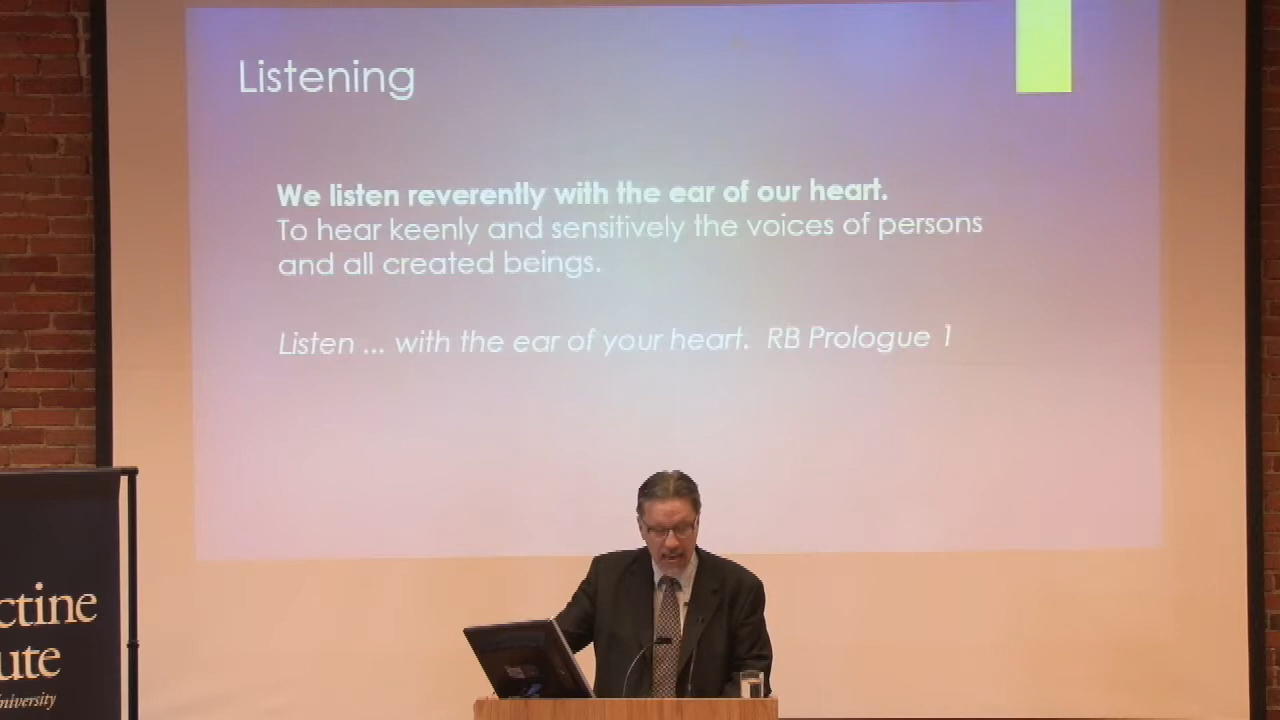 Listening
We listen reverently with the ear of our heart.
To hear keenly and sensitively the voices of persons
and all created beings.
Listen ... with the ear of your heart. RB Prologue 1
ctine
ute
niversity